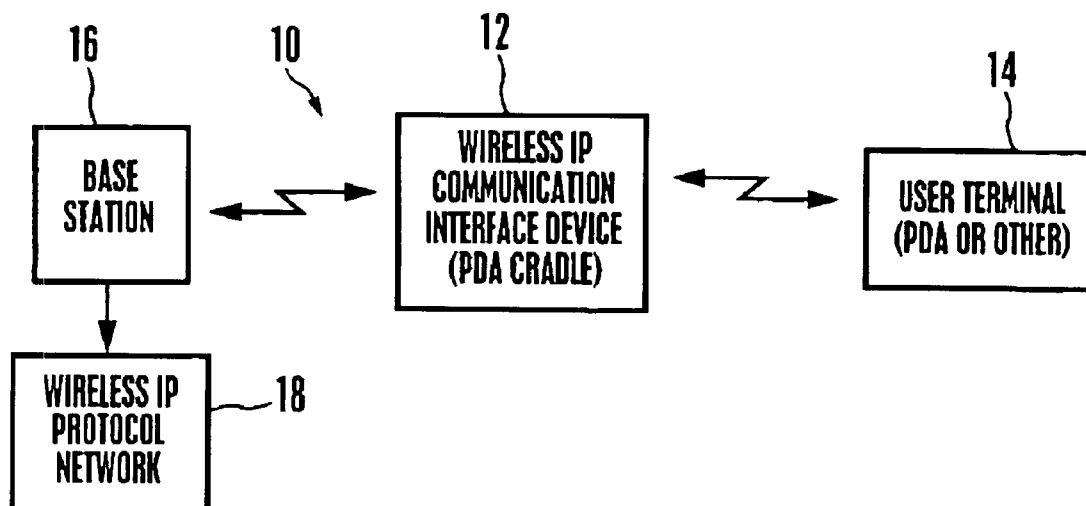 16
10
12
14
BASE
STATION
WIRELESS IP
COMMUNICATION
INTERFACE DEVICE
(PDA CRADLE)
USER TERMINAL
(PDA OR OTHER)
WIRELESS IP
PROTOCOL
NETWORK
18